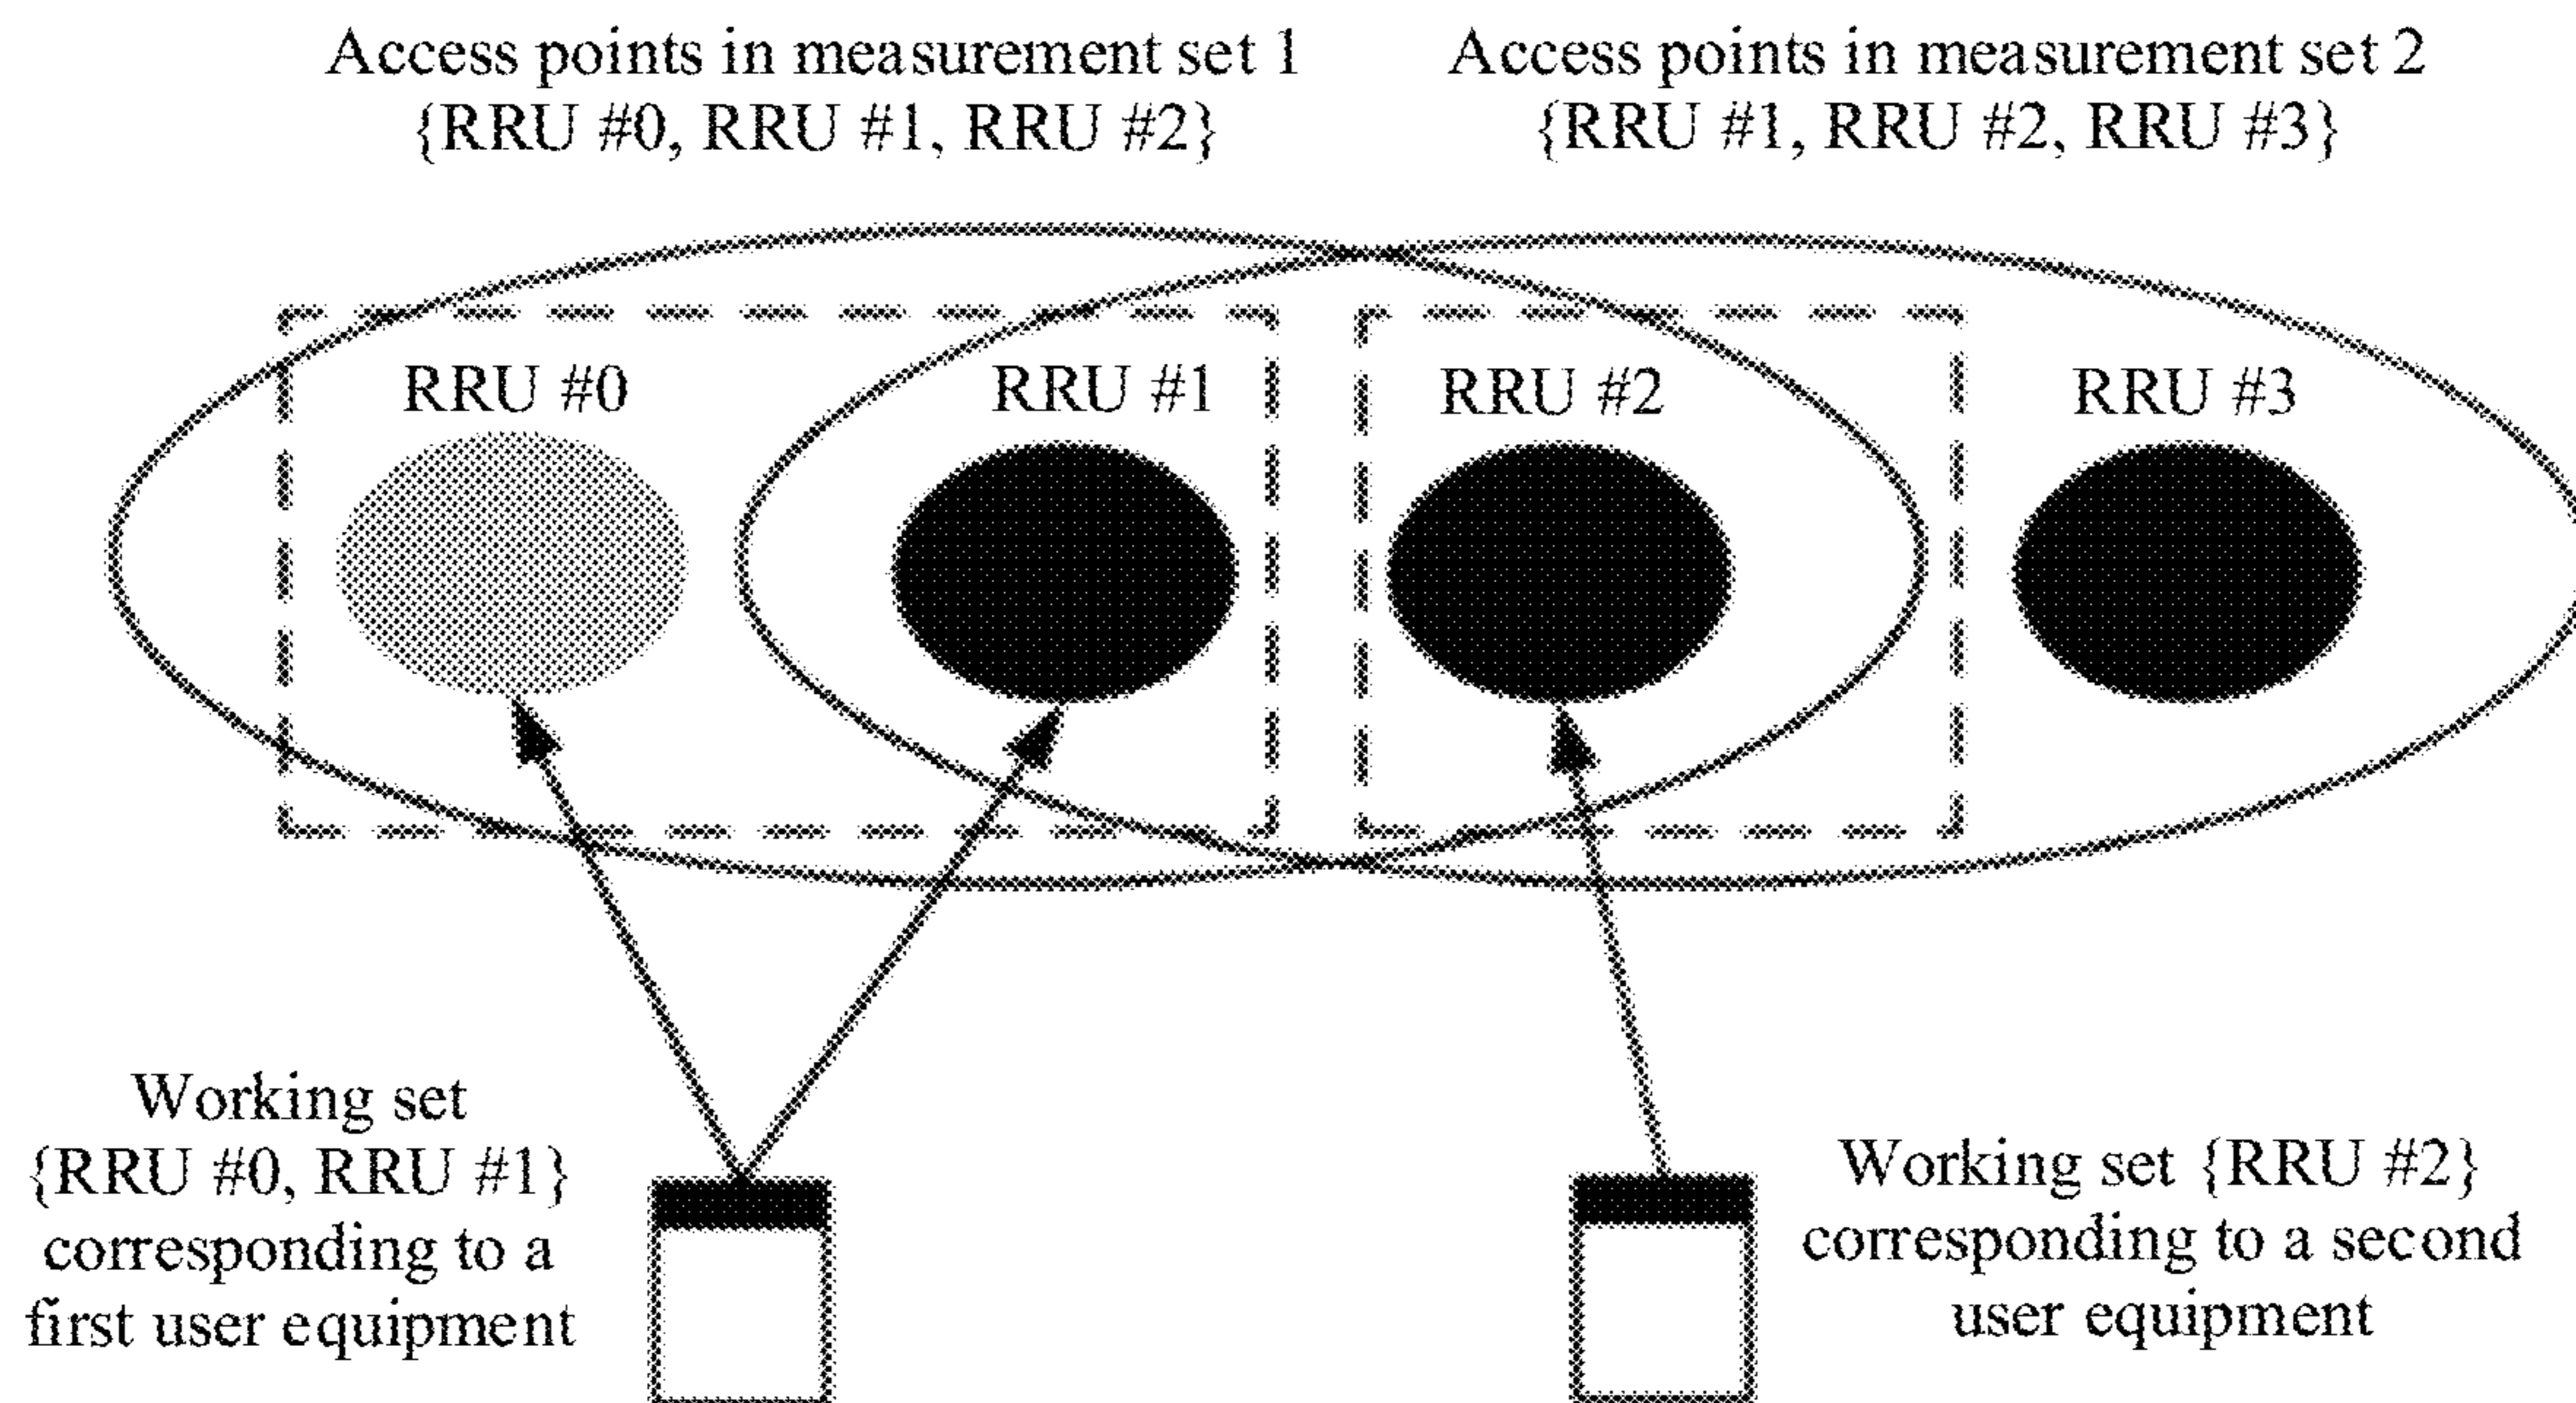 Access points in measurement set 1
{RRU #0, RRU #1, RRU #2}
Access points in measurement set 2
{RRU #1, RRU #2, RRU #3}
RRU #0
RRU #1
RRU #2
RRU #3
Working set
{RRU #0, RRU #1}
corresponding to a
first user equipment
Working set {RRU #2}
corresponding to a second
user equipment